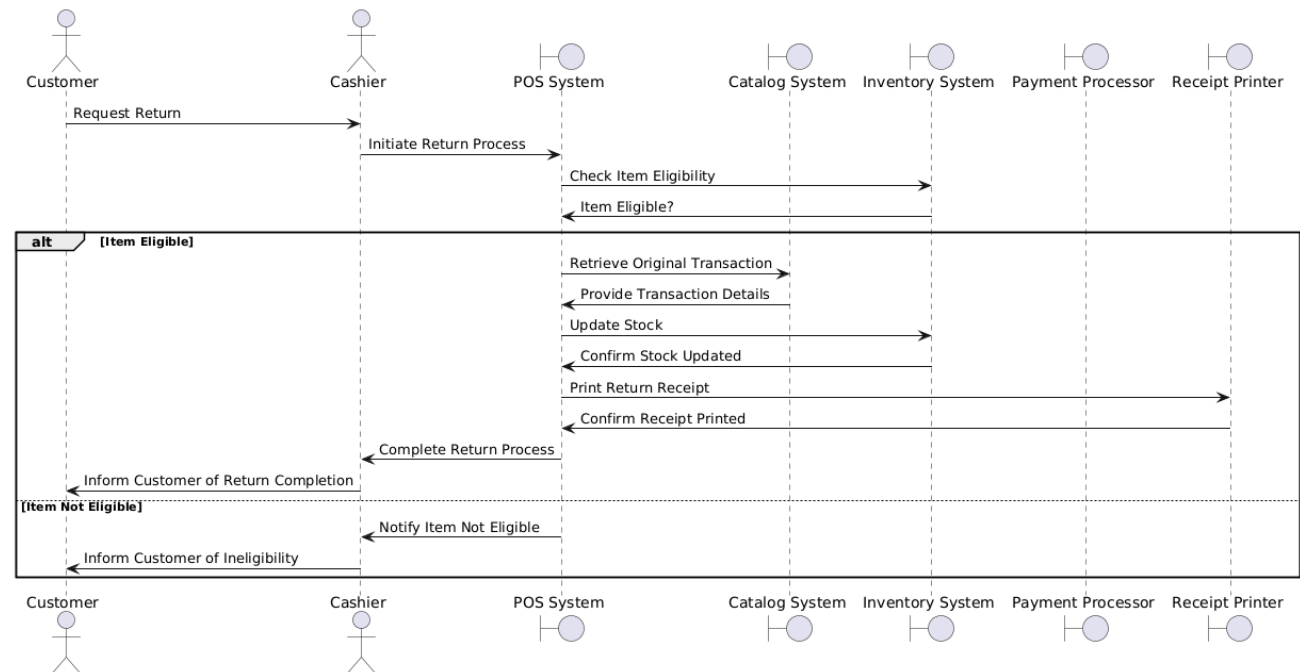 Customer Cashier POS System Catalog System Inventory System Payment Processor Receipt Printer
Request Return
Initiate Return Process
Check Item Eligibility
Item Eligible?
alt [Item Eligible]
Retrieve Original Transaction
Provide Transaction Details
Update Stock
Confirm Stock Updated
Print Return Receipt
Confirm Receipt Printed
Complete Return Process
Inform Customer of Return Completion
[Item Not Eligible]
Notify Item Not Eligible
Inform Customer of Ineligibility
Customer Cashier POS System Catalog System Inventory System Payment Processor Receipt Printer